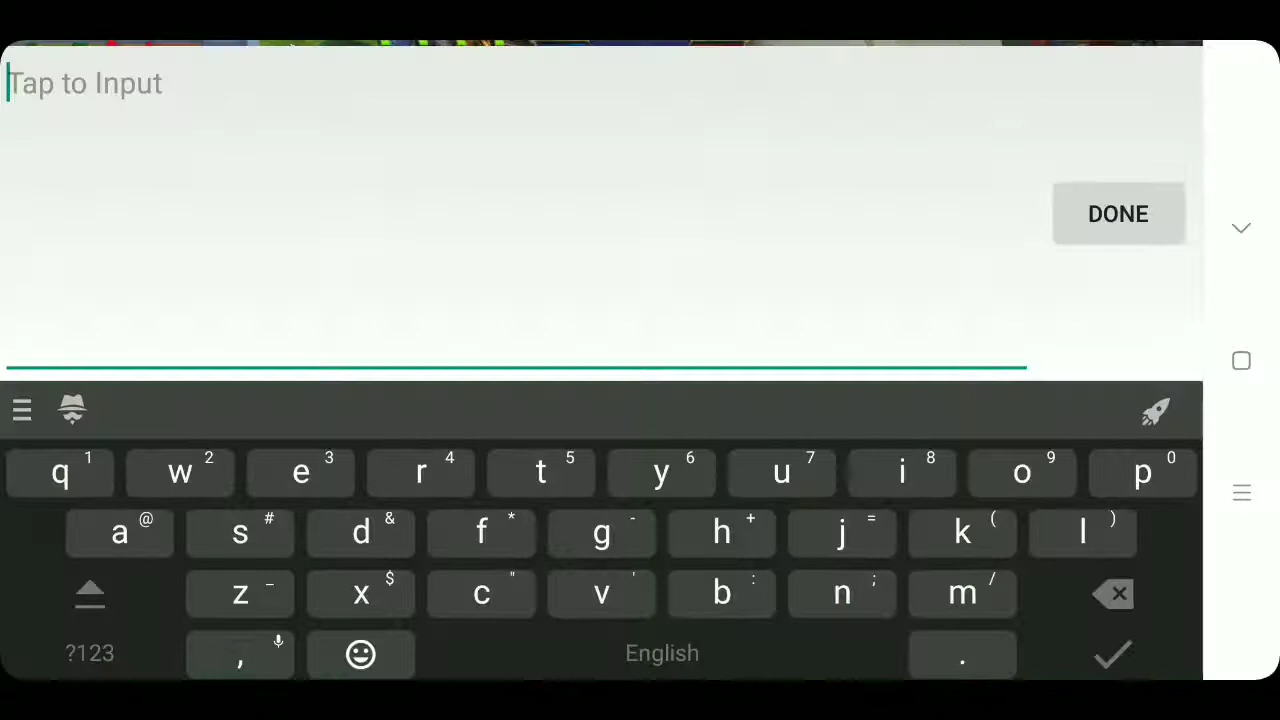 Tap to Input
DONE
q 1 w 2 e 3 r 4 t 5 y 6 u 7 i 8 o 9 p 0
a @ s # d & f * g - h + j = k ( l )
z _ x $ c " v ' b : n ; m /
?123 , English .